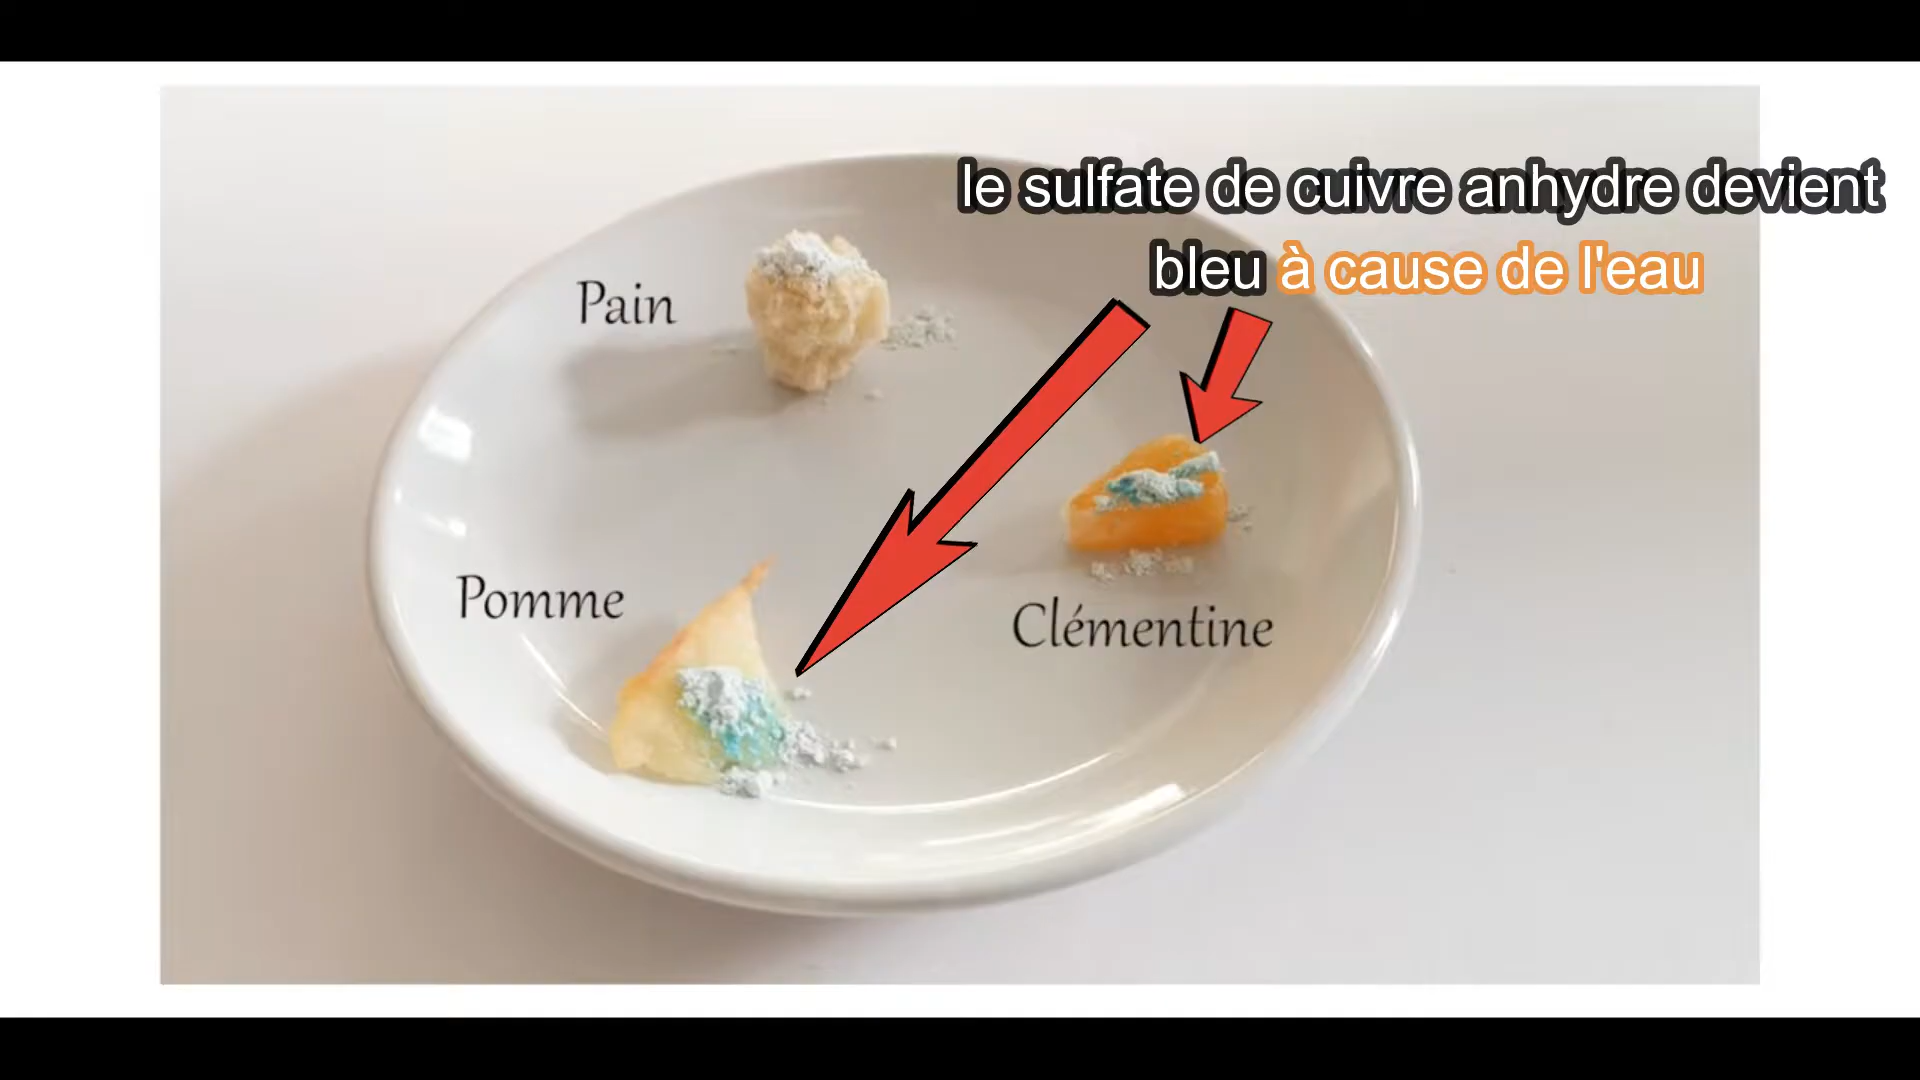 le sulfate de cuivre anhydre devient
bleu à cause de l'eau
Pain
Pomme
Clémentine